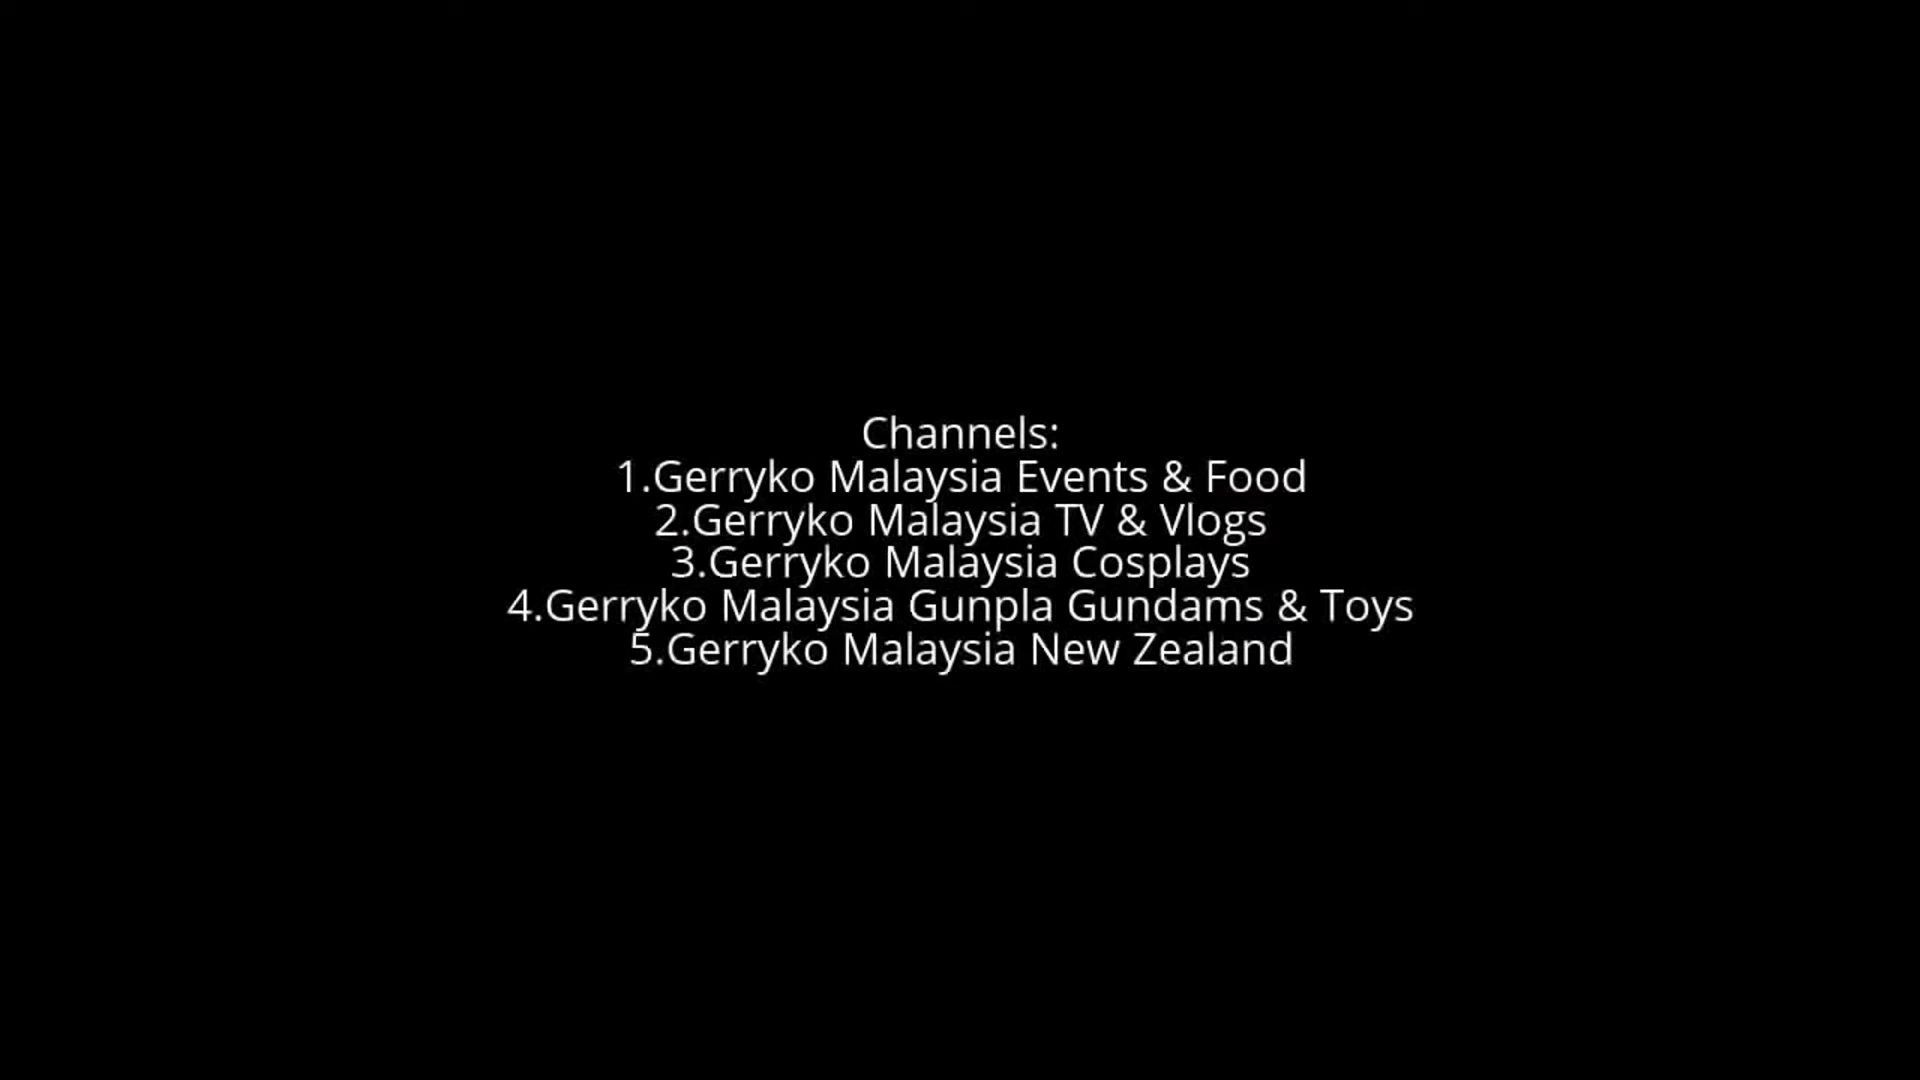 Channels:
1.Gerryko Malaysia Events & Food
2.Gerryko Malaysia TV & Vlogs
3.Gerryko Malaysia Cosplays
4.Gerryko Malaysia Gunpla Gundams & Toys
5.Gerryko Malaysia New Zealand